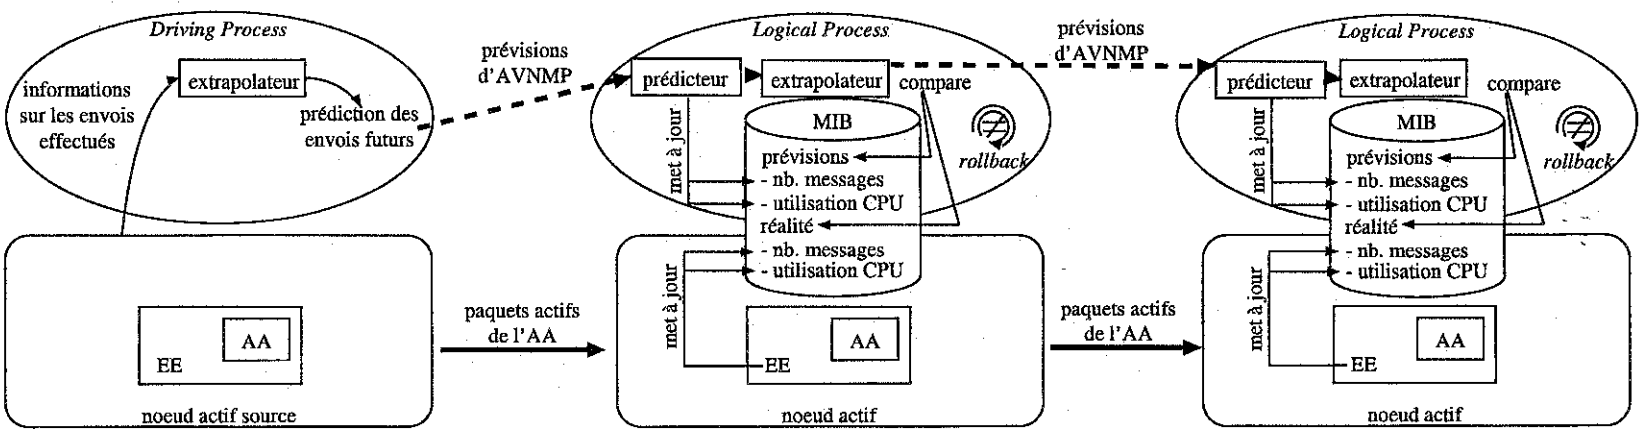 Driving Process
extrapolateur
informations
sur les envois
effectués
prédiction des
envois futurs
prévisions
d'AVNMP
Logical Process
prédicteur
extrapolateur
compare
MIB
rollback
met à jour
prévisions
- nb. messages
- utilisation CPU
réalité
- nb. messages
- utilisation CPU
met à jour
prévisions
d'AVNMP
Logical Process
prédicteur
extrapolateur
compare
MIB
rollback
met à jour
prévisions
- nb. messages
- utilisation CPU
réalité
- nb. messages
- utilisation CPU
met à jour
AA
EE
noeud actif source
paquets actifs
de l'AA
AA
EE
noeud actif
paquets actifs
de l'AA
AA
EE
noeud actif